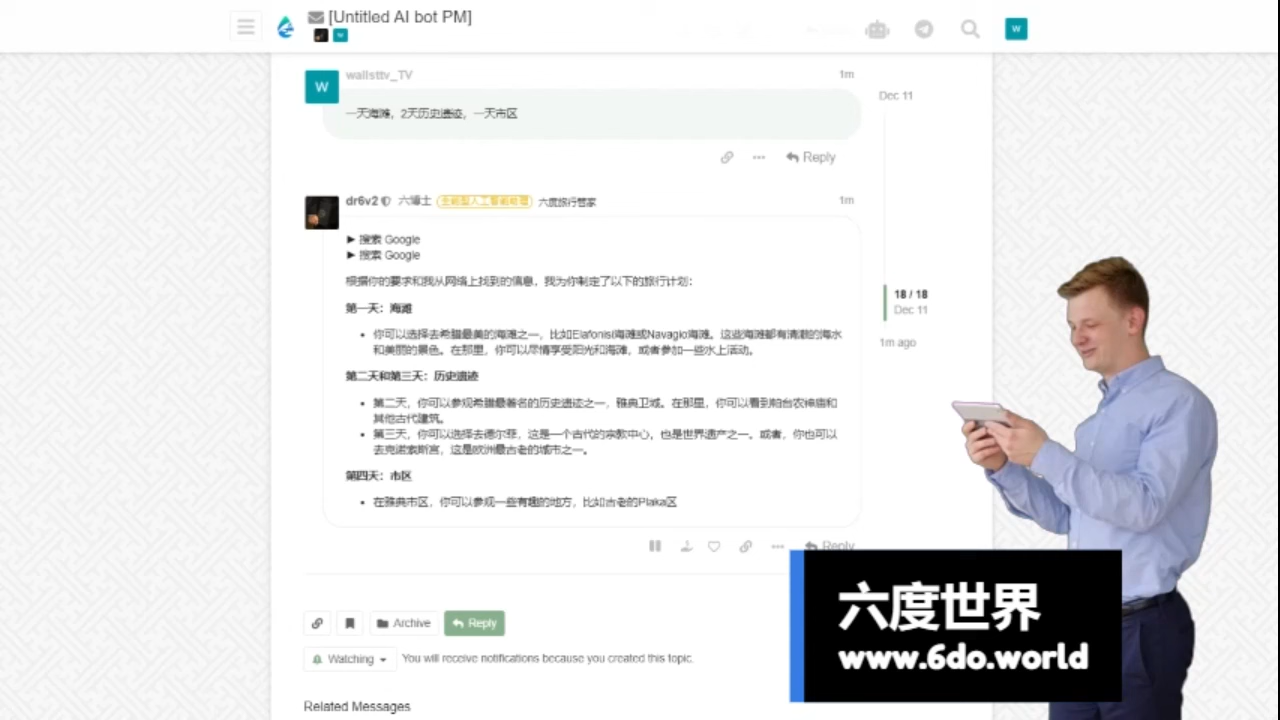 [Untitled AI bot PM]
W
W
W
wallsttv_TV
1m
Dec 11
一天海滩，2天历史遗迹，一天市区
Reply
dr6v2 六博士 全能型人工智能助理 六度旅行管家
1m
► 搜索 Google
► 搜索 Google
根据你的要求和我从网络上找到的信息，我为你制定了以下的旅行计划：
18 / 18
第一天：海滩
Dec 11
• 你可以选择去希腊最美的海滩之一，比如Elafonisi海滩或Navagio海滩。这些海滩都有清澈的海水
1m ago
和美丽的景色。在那里，你可以尽情享受阳光和海滩，或者参加一些水上活动。
第二天和第三天：历史遗迹
• 第二天，你可以参观希腊最著名的历史遗迹之一，雅典卫城。在那里，你可以看到帕台农神庙和
其他古代建筑。
• 第三天，你可以选择去德尔菲，这是一个古代的宗教中心，也是世界遗产之一。或者，你也可以
去克诺索斯宫，这是欧洲最古老的城市之一。
第四天：市区
• 在雅典市区，你可以参观一些有趣的地方，比如古老的Plaka区
Reply
Archive
Reply
Watching
You will receive notifications because you created this topic.
Related Messages
六度世界
www.6do.world